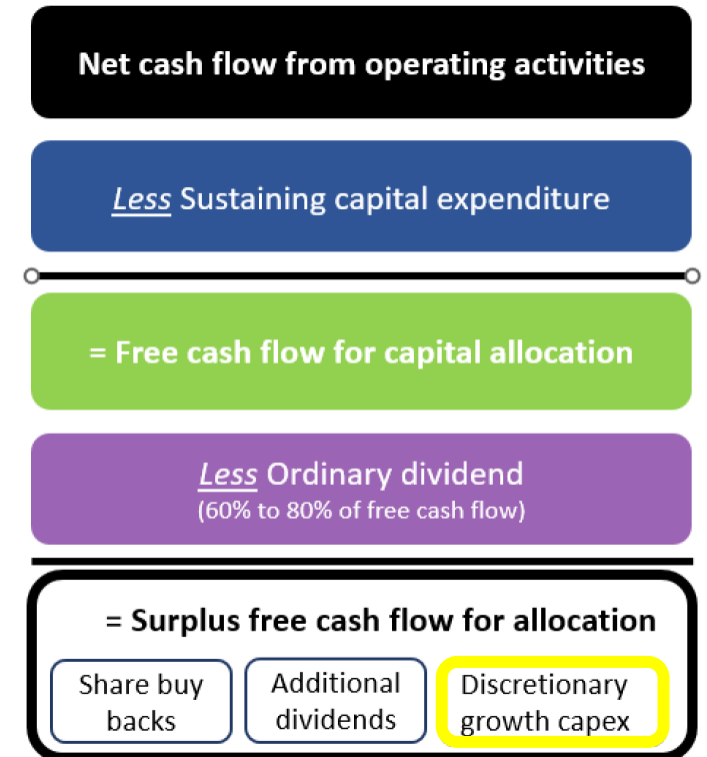 Net cash flow from operating activities
Less Sustaining capital expenditure
= Free cash flow for capital allocation
Less Ordinary dividend
(60% to 80% of free cash flow)
= Surplus free cash flow for allocation
Share buy
backs
Additional
dividends
Discretionary
growth capex